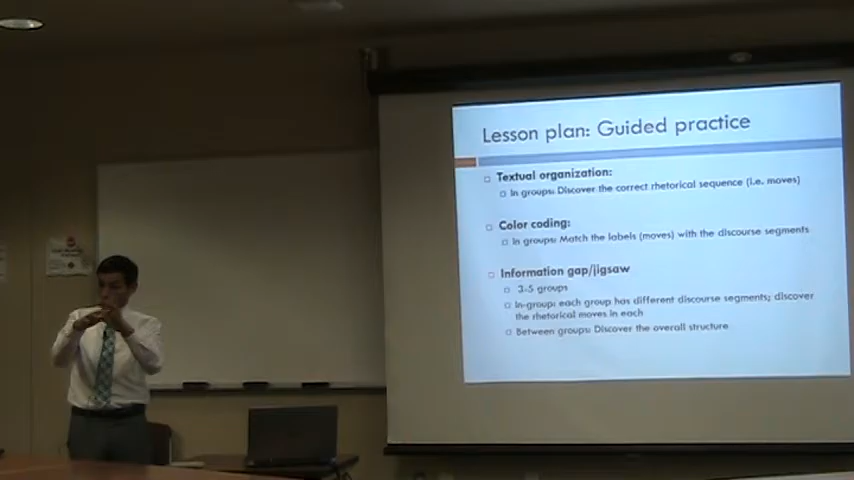 Lesson plan: Guided practice
Textual organization:
In groups: Discover the correct rhetorical sequence (i.e. moves)
Color coding:
In groups: Match the labels (moves) with the discourse segments
Information gap/jigsaw
3-5 groups
In-group: each group has different discourse segments; discover
the rhetorical moves in each
Between groups: Discover the overall structure